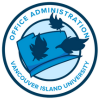 OFFICE ADMINISTRATION
VANCOUVER ISLAND UNIVERSITY